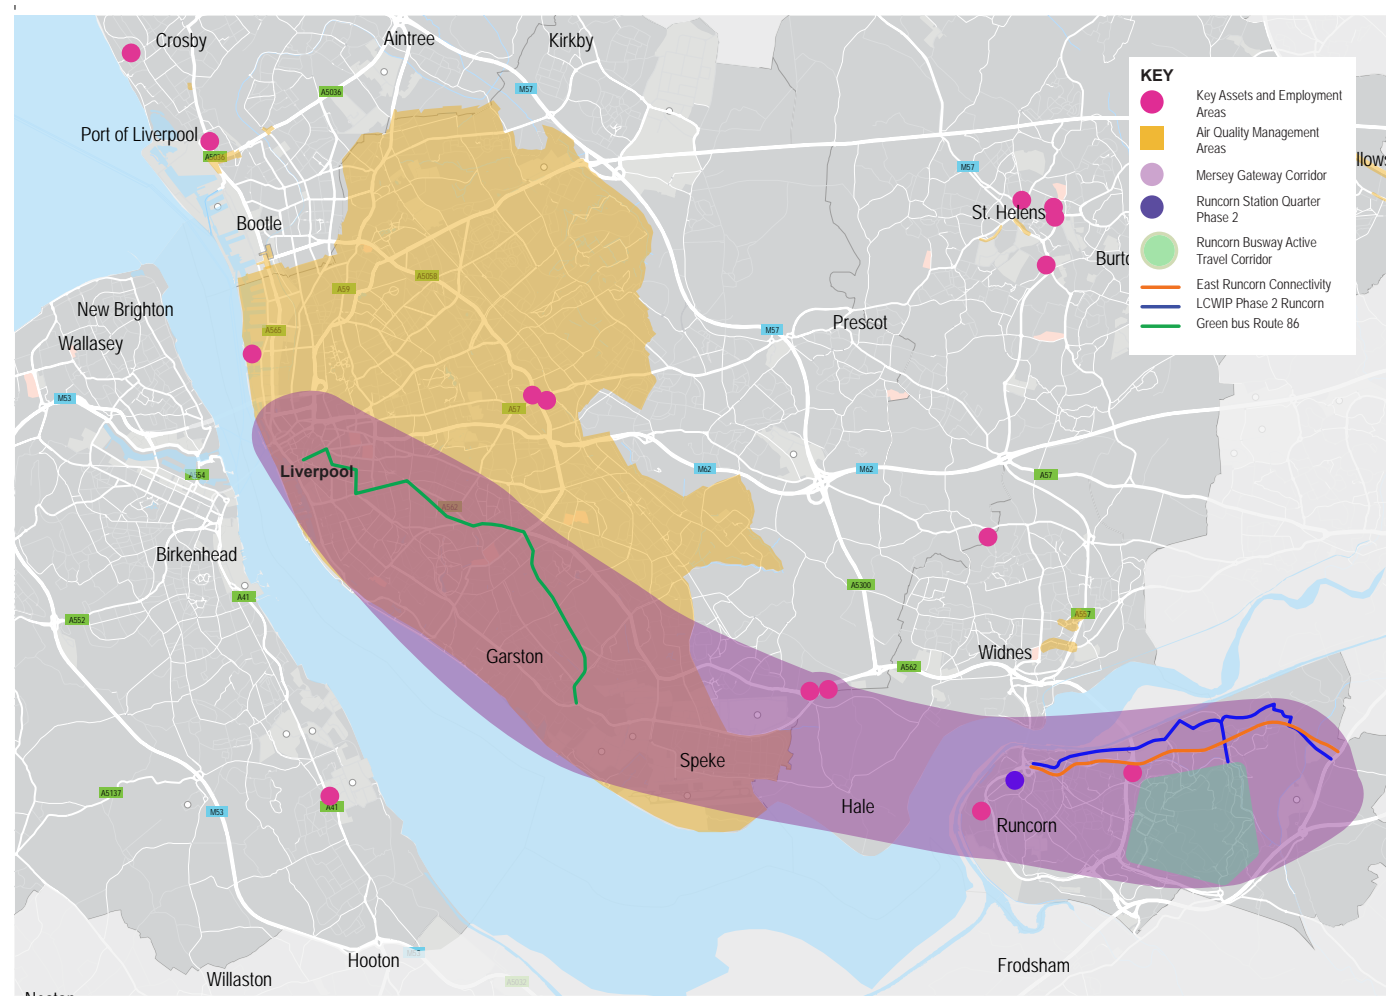 Crosby
Aintree
Kirkby
A5036
M57
Port of Liverpool
A5036
Bootle
M57
St. Helens
New Brighton
Wallasey
A5058
A59
A565
M57
Prescot
M53
A57
M62
M62
A57
Liverpool
A562
Birkenhead
A41
A552
A5300
A557
Garston
Widnes
A562
Speke
Hale
Runcorn
A5137
M53
A41
Hooton
Willaston
Frodsham
A5032
KEY
Key Assets and Employment
Areas
Air Quality Management
Areas
Mersey Gateway Corridor
Runcorn Station Quarter
Phase 2
Runcorn Busway Active
Travel Corridor
East Runcorn Connectivity
LCWIP Phase 2 Runcorn
Green bus Route 86